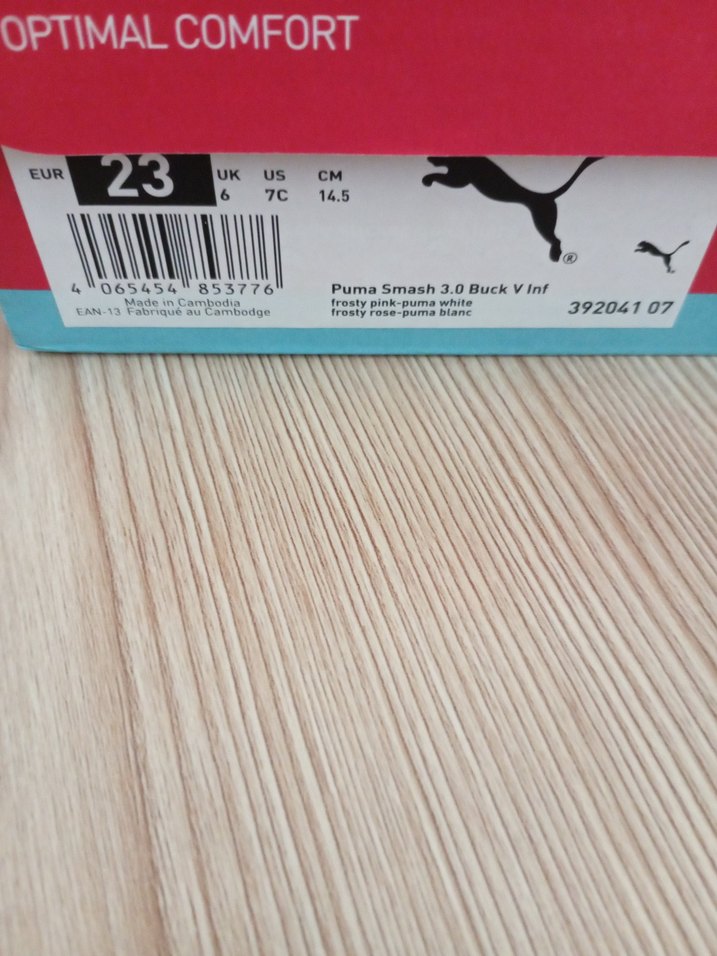 OPTIMAL COMFORT
EUR 23 UK US CM
6 7C 14.5
4 065454 853776
Made in Cambodia
EAN-13 Fabriqué au Cambodge
®
Puma Smash 3.0 Buck V Inf
frosty pink-puma white
frosty rose-puma blanc
392041 07